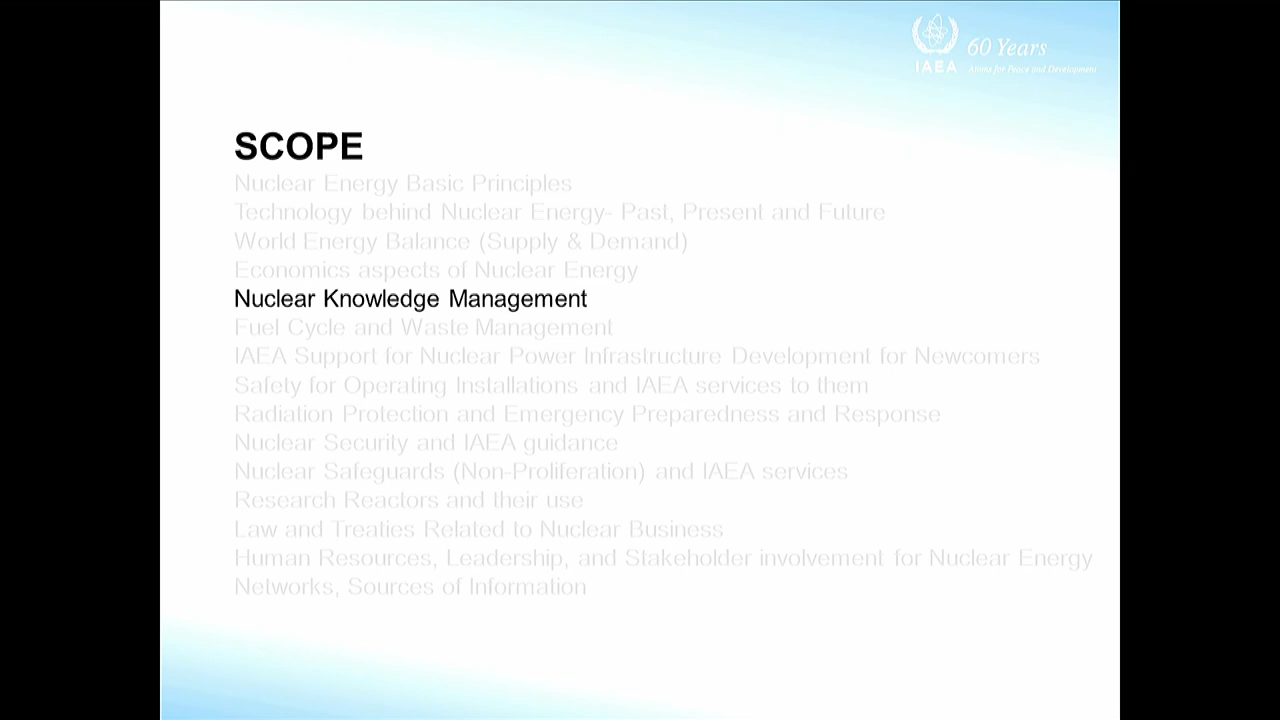 60 Years
IAEA Atoms for Peace and Development
SCOPE
Nuclear Energy Basic Principles
Technology behind Nuclear Energy- Past, Present and Future
World Energy Balance (Supply & Demand)
Economics aspects of Nuclear Energy
Nuclear Knowledge Management
Fuel Cycle and Waste Management
IAEA Support for Nuclear Power Infrastructure Development for Newcomers
Safety for Operating Installations and IAEA services to them
Radiation Protection and Emergency Preparedness and Response
Nuclear Security and IAEA guidance
Nuclear Safeguards (Non-Proliferation) and IAEA services
Research Reactors and their use
Law and Treaties Related to Nuclear Business
Human Resources, Leadership, and Stakeholder involvement for Nuclear Energy
Networks, Sources of Information